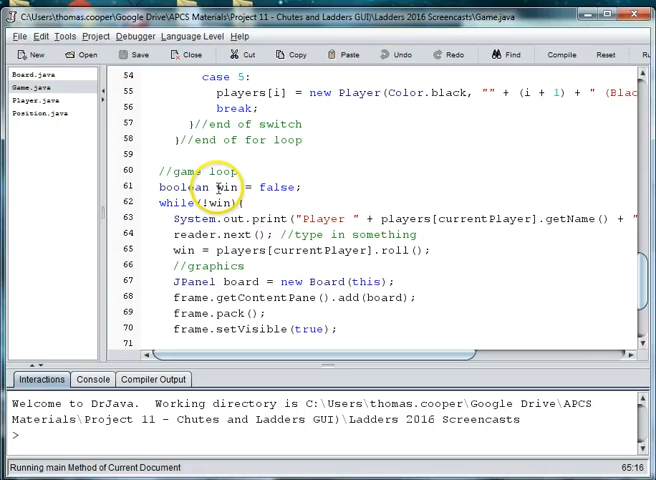 C:\Users\thomas.cooper\Google Drive\APCS Materials\Project 11 - Chutes and Ladders GUI\Ladders 2016 Screencasts\Game.java
File Edit Tools Project Debugger Language Level Help
New Open Save Close Cut Copy Paste Undo Redo Find Compile Reset Ru
Board.java
Game.java
Player.java
Position.java
54 case 5:
55 players[i] = new Player(Color.black, "" + (i + 1) + " (Blac
56 break;
57 }//end of switch
58 }//end of for loop
59
60 //game loop
61 boolean win = false;
62 while(!win){
63 System.out.print("Player " + players[currentPlayer].getName() + "
64 reader.next(); //type in something
65 win = players[currentPlayer].roll();
66 //graphics
67 JPanel board = new Board(this);
68 frame.getContentPane().add(board);
69 frame.pack();
70 frame.setVisible(true);
71
Interactions Console Compiler Output
Welcome to DrJava. Working directory is C:\Users\thomas.cooper\Google Drive\APCS
Materials\Project 11 - Chutes and Ladders GUI\Ladders 2016 Screencasts
>
Running main Method of Current Document 65:16